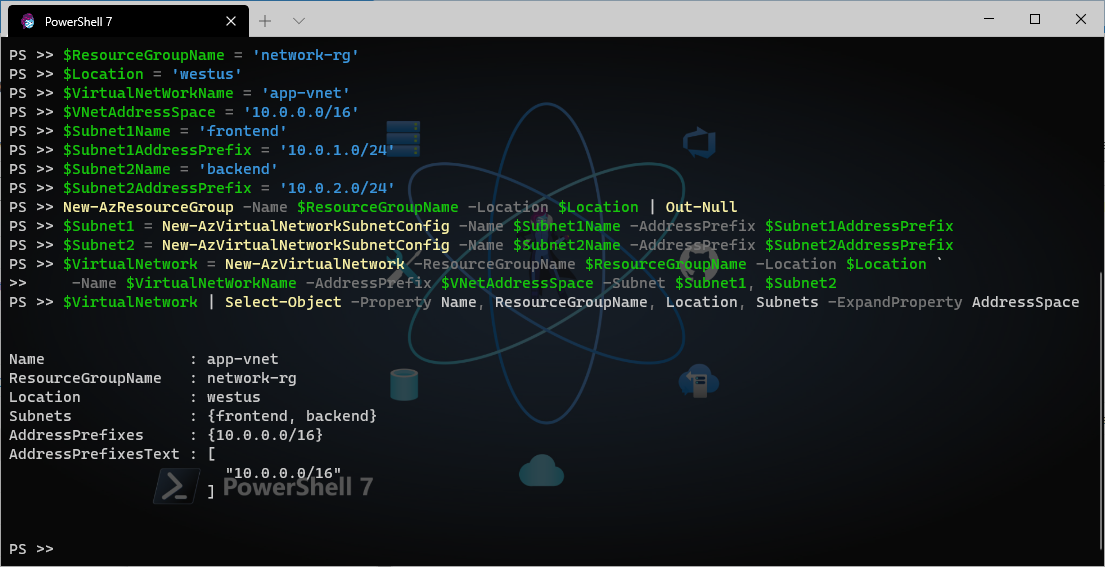 PowerShell 7
PS >> $ResourceGroupName = 'network-rg'
PS >> $Location = 'westus'
PS >> $VirtualNetWorkName = 'app-vnet'
PS >> $VNetAddressSpace = '10.0.0.0/16'
PS >> $Subnet1Name = 'frontend'
PS >> $Subnet1AddressPrefix = '10.0.1.0/24'
PS >> $Subnet2Name = 'backend'
PS >> $Subnet2AddressPrefix = '10.0.2.0/24'
PS >> New-AzResourceGroup -Name $ResourceGroupName -Location $Location | Out-Null
PS >> $Subnet1 = New-AzVirtualNetworkSubnetConfig -Name $Subnet1Name -AddressPrefix $Subnet1AddressPrefix
PS >> $Subnet2 = New-AzVirtualNetworkSubnetConfig -Name $Subnet2Name -AddressPrefix $Subnet2AddressPrefix
PS >> $VirtualNetwork = New-AzVirtualNetwork -ResourceGroupName $ResourceGroupName -Location $Location `
>>     -Name $VirtualNetWorkName -AddressPrefix $VNetAddressSpace -Subnet $Subnet1, $Subnet2
PS >> $VirtualNetwork | Select-Object -Property Name, ResourceGroupName, Location, Subnets -ExpandProperty AddressSpace
Name                : app-vnet
ResourceGroupName   : network-rg
Location            : westus
Subnets             : {frontend, backend}
AddressPrefixes     : {10.0.0.0/16}
AddressPrefixesText : [
"10.0.0.0/16"
]
PowerShell 7
PS >>